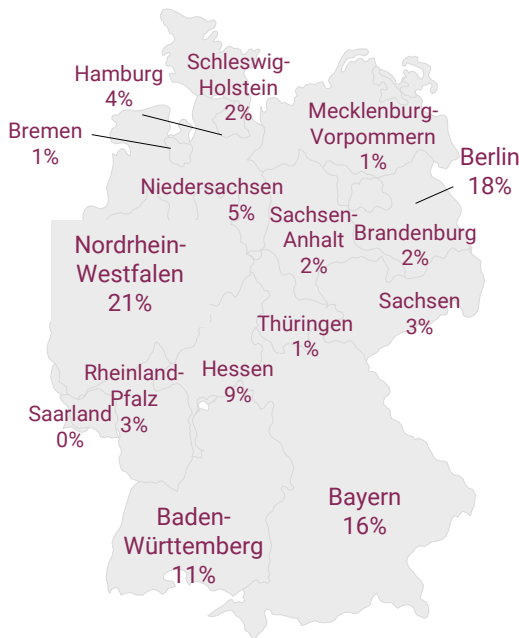 Schleswig-
Holstein
2%
Hamburg
4%
Mecklenburg-
Vorpommern
1%
Bremen
1%
Berlin
18%
Niedersachsen
5%
Sachsen-
Anhalt
2%
Brandenburg
2%
Nordrhein-
Westfalen
21%
Sachsen
3%
Thüringen
1%
Hessen
9%
Rheinland-
Pfalz
3%
Saarland
0%
Bayern
16%
Baden-
Württemberg
11%